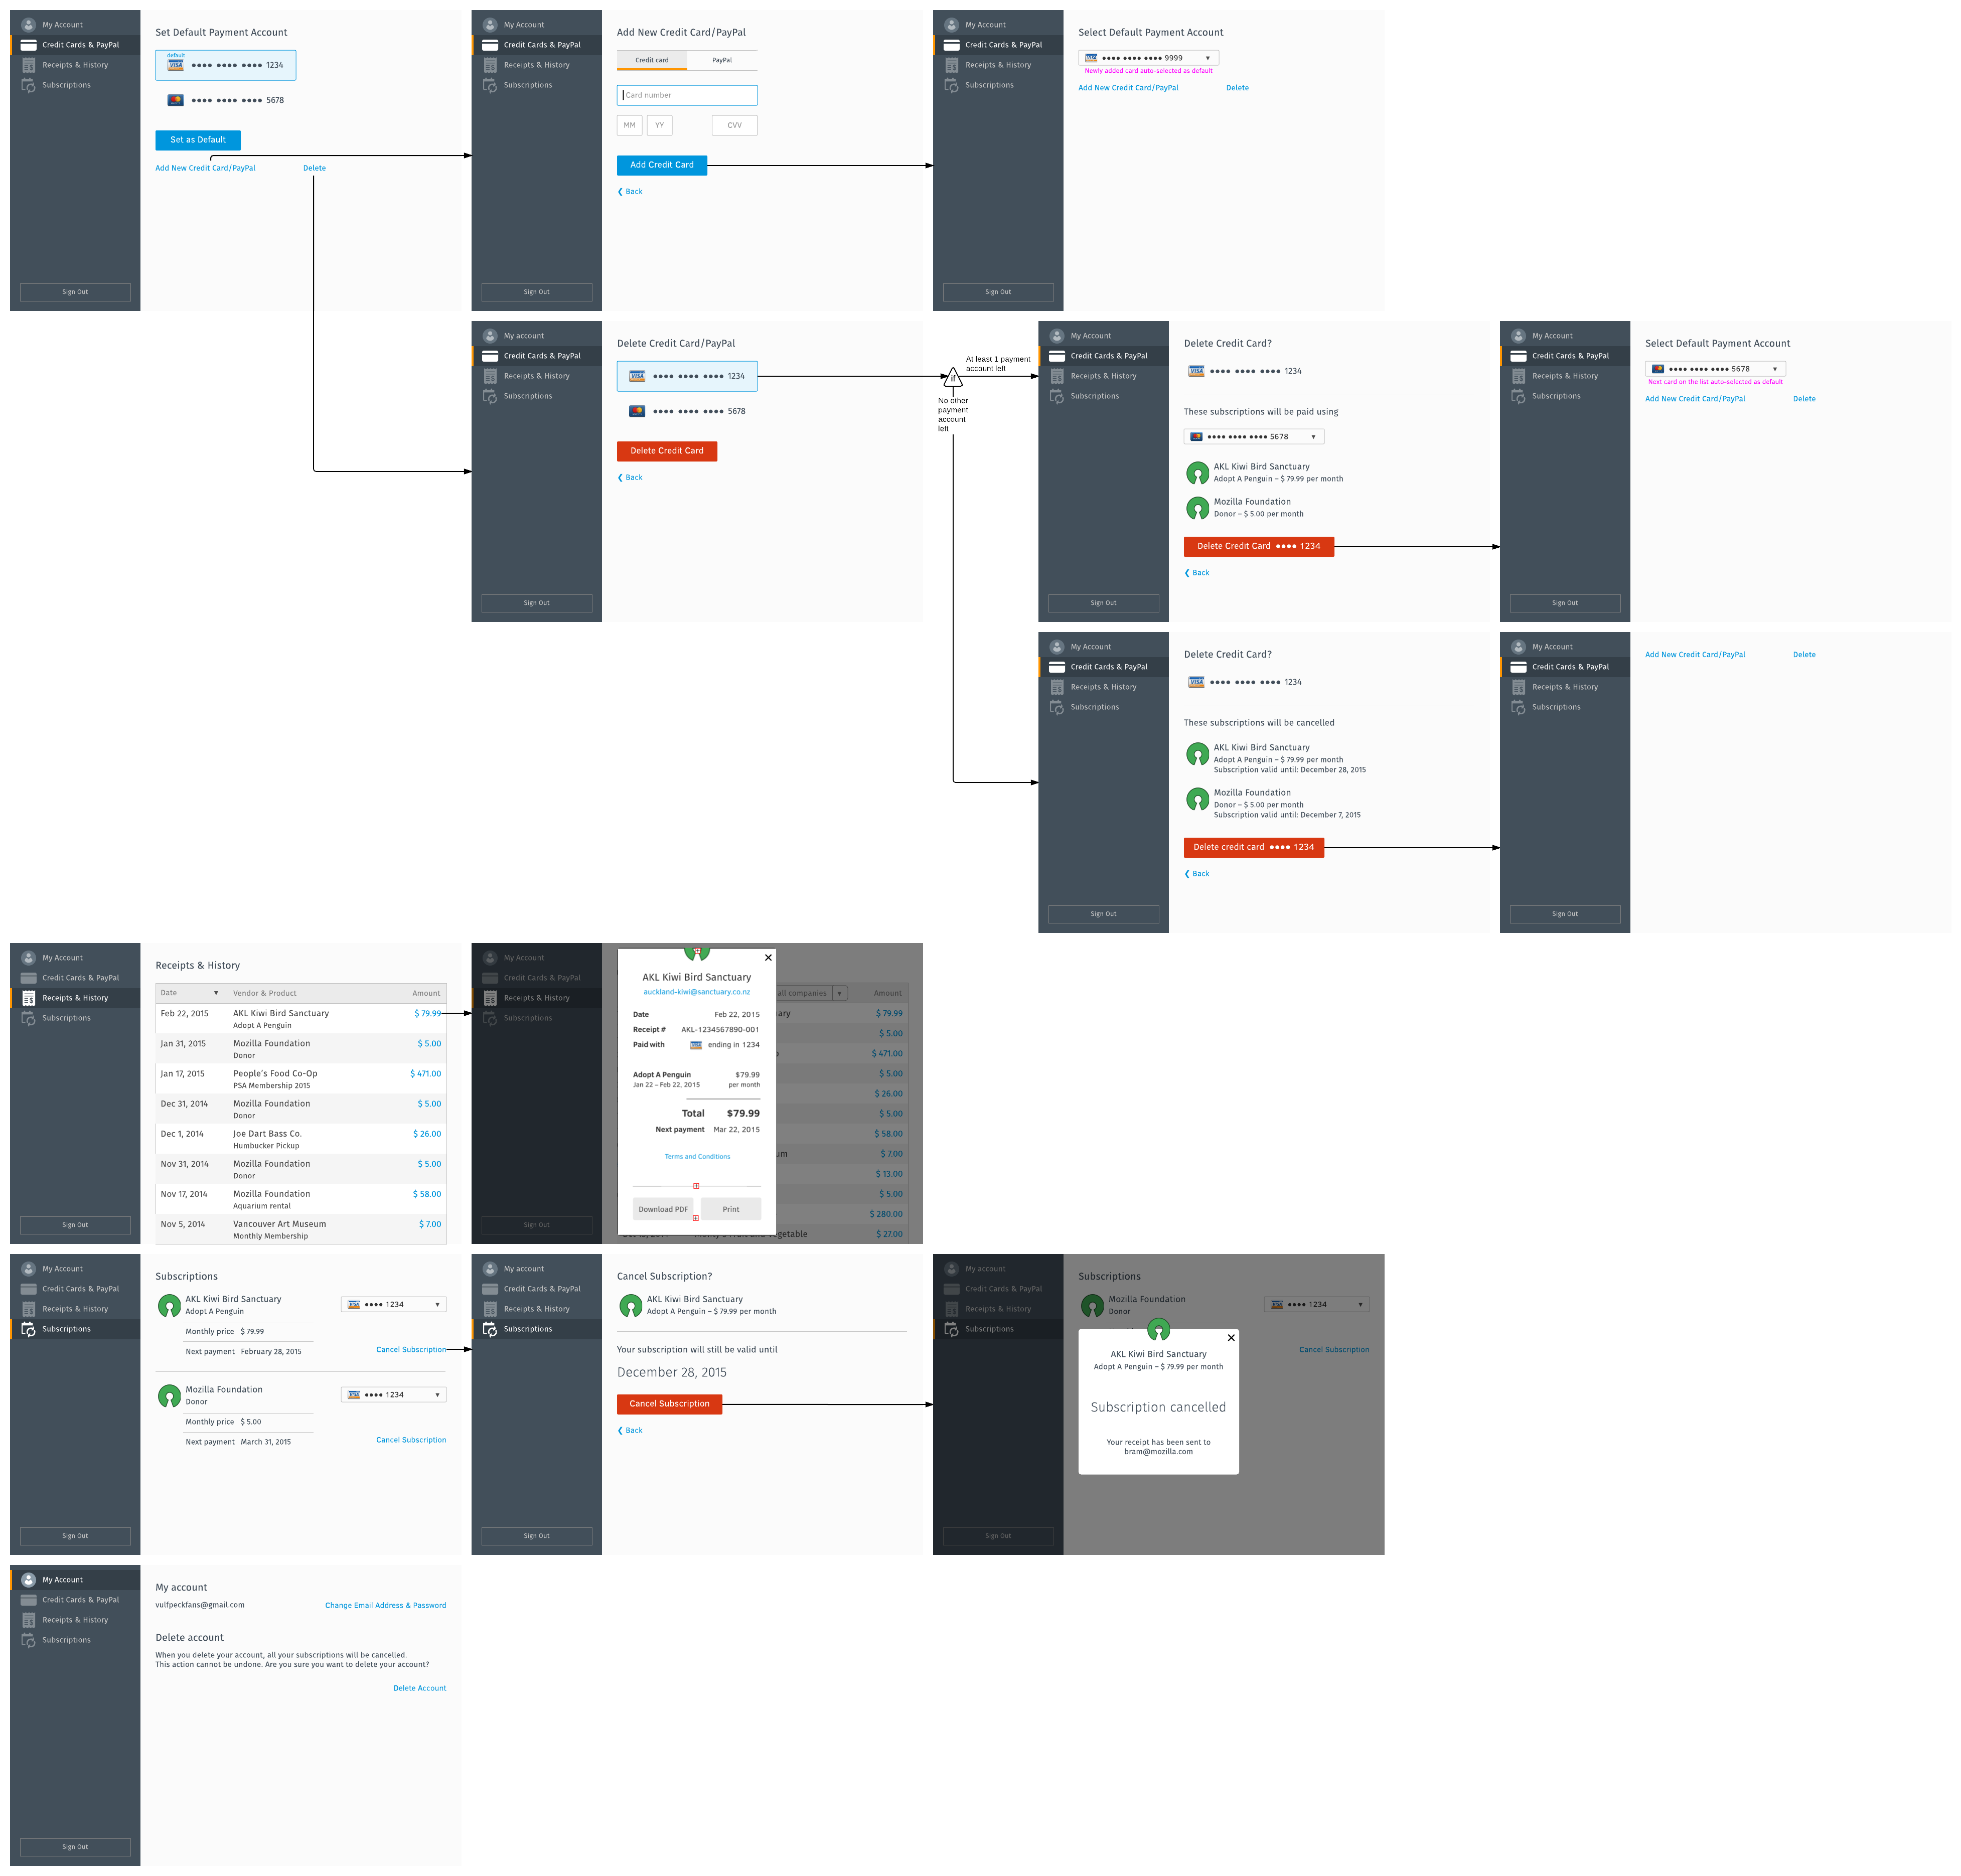 My Account
Credit Cards & PayPal
Receipts & History
Subscriptions
Sign Out
Set Default Payment Account
default
VISA •••• •••• •••• 1234
•••• •••• •••• 5678
Set as Default
Add New Credit Card/PayPal Delete
My Account
Credit Cards & PayPal
Receipts & History
Subscriptions
Sign Out
Add New Credit Card/PayPal
Credit card PayPal
Card number
MM YY CVV
Add Credit Card
❮ Back
My Account
Credit Cards & PayPal
Receipts & History
Subscriptions
Sign Out
Select Default Payment Account
VISA •••• •••• •••• 9999 ▼
Newly added card auto-selected as default
Add New Credit Card/PayPal Delete
My account
Credit Cards & PayPal
Receipts & History
Subscriptions
Sign Out
Delete Credit Card/PayPal
VISA •••• •••• •••• 1234
•••• •••• •••• 5678
Delete Credit Card
❮ Back
if
At least 1 payment
account left
No other
payment
account
left
My Account
Credit Cards & PayPal
Receipts & History
Subscriptions
Sign Out
Delete Credit Card?
VISA •••• •••• •••• 1234
These subscriptions will be paid using
•••• •••• •••• 5678 ▼
AKL Kiwi Bird Sanctuary
Adopt A Penguin – $ 79.99 per month
Mozilla Foundation
Donor – $ 5.00 per month
Delete Credit Card •••• 1234
❮ Back
My Account
Credit Cards & PayPal
Receipts & History
Subscriptions
Sign Out
Select Default Payment Account
•••• •••• •••• 5678 ▼
Next card on the list auto-selected as default
Add New Credit Card/PayPal Delete
My Account
Credit Cards & PayPal
Receipts & History
Subscriptions
Sign Out
Delete Credit Card?
VISA •••• •••• •••• 1234
These subscriptions will be cancelled
AKL Kiwi Bird Sanctuary
Adopt A Penguin – $ 79.99 per month
Subscription valid until: December 28, 2015
Mozilla Foundation
Donor – $ 5.00 per month
Subscription valid until: December 7, 2015
Delete credit card •••• 1234
❮ Back
My Account
Credit Cards & PayPal
Receipts & History
Subscriptions
Sign Out
Add New Credit Card/PayPal Delete
My Account
Credit Cards & PayPal
Receipts & History
Subscriptions
Sign Out
Receipts & History
Date ▼ Vendor & Product Amount
Feb 22, 2015 AKL Kiwi Bird Sanctuary $ 79.99
Adopt A Penguin
Jan 31, 2015 Mozilla Foundation $ 5.00
Donor
Jan 17, 2015 People's Food Co-Op $ 471.00
PSA Membership 2015
Dec 31, 2014 Mozilla Foundation $ 5.00
Donor
Dec 1, 2014 Joe Dart Bass Co. $ 26.00
Humbucker Pickup
Nov 31, 2014 Mozilla Foundation $ 5.00
Donor
Nov 17, 2014 Mozilla Foundation $ 58.00
Aquarium rental
Nov 5, 2014 Vancouver Art Museum $ 7.00
Monthly Membership
My Account
Credit Cards & PayPal
Receipts & History
Subscriptions
Sign Out
AKL Kiwi Bird Sanctuary
auckland-kiwi@sanctuary.co.nz
Date Feb 22, 2015
Receipt # AKL-1234567890-001
Paid with VISA ending in 1234
Adopt A Penguin $79.99
Jan 22 – Feb 22, 2015 per month
Total $79.99
Next payment Mar 22, 2015
Terms and Conditions
Download PDF Print
all companies ▼ Amount
$ 79.99
$ 5.00
$ 471.00
$ 5.00
$ 26.00
$ 5.00
$ 58.00
$ 7.00
$ 13.00
$ 5.00
$ 280.00
$ 27.00
My Account
Credit Cards & PayPal
Receipts & History
Subscriptions
Sign Out
Subscriptions
AKL Kiwi Bird Sanctuary VISA •••• 1234 ▼
Adopt A Penguin
Monthly price $ 79.99
Next payment February 28, 2015 Cancel Subscription
Mozilla Foundation VISA •••• 1234 ▼
Donor
Monthly price $ 5.00
Next payment March 31, 2015 Cancel Subscription
My account
Credit Cards & PayPal
Receipts & History
Subscriptions
Sign Out
Cancel Subscription?
AKL Kiwi Bird Sanctuary
Adopt A Penguin – $ 79.99 per month
Your subscription will still be valid until
December 28, 2015
Cancel Subscription
❮ Back
My account
Credit Cards & PayPal
Receipts & History
Subscriptions
Sign Out
Subscriptions
Mozilla Foundation VISA •••• 1234 ▼
Donor
Cancel Subscription
AKL Kiwi Bird Sanctuary
Adopt A Penguin – $ 79.99 per month
Subscription cancelled
Your receipt has been sent to
bram@mozilla.com
My Account
Credit Cards & PayPal
Receipts & History
Subscriptions
Sign Out
My account
vulfpeckfans@gmail.com Change Email Address & Password
Delete account
When you delete your account, all your subscriptions will be cancelled.
This action cannot be undone. Are you sure you want to delete your account?
Delete Account